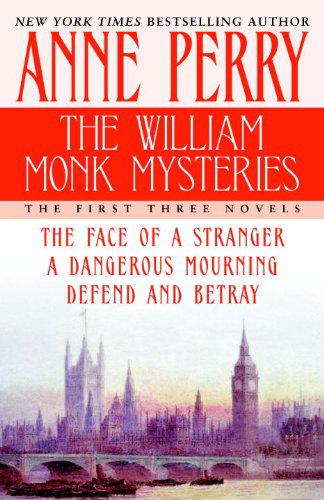 NEW YORK TIMES BESTSELLING AUTHOR
ANNE PERRY
THE WILLIAM
MONK MYSTERIES
THE FIRST THREE NOVELS
THE FACE OF A STRANGER
A DANGEROUS MOURNING
DEFEND AND BETRAY